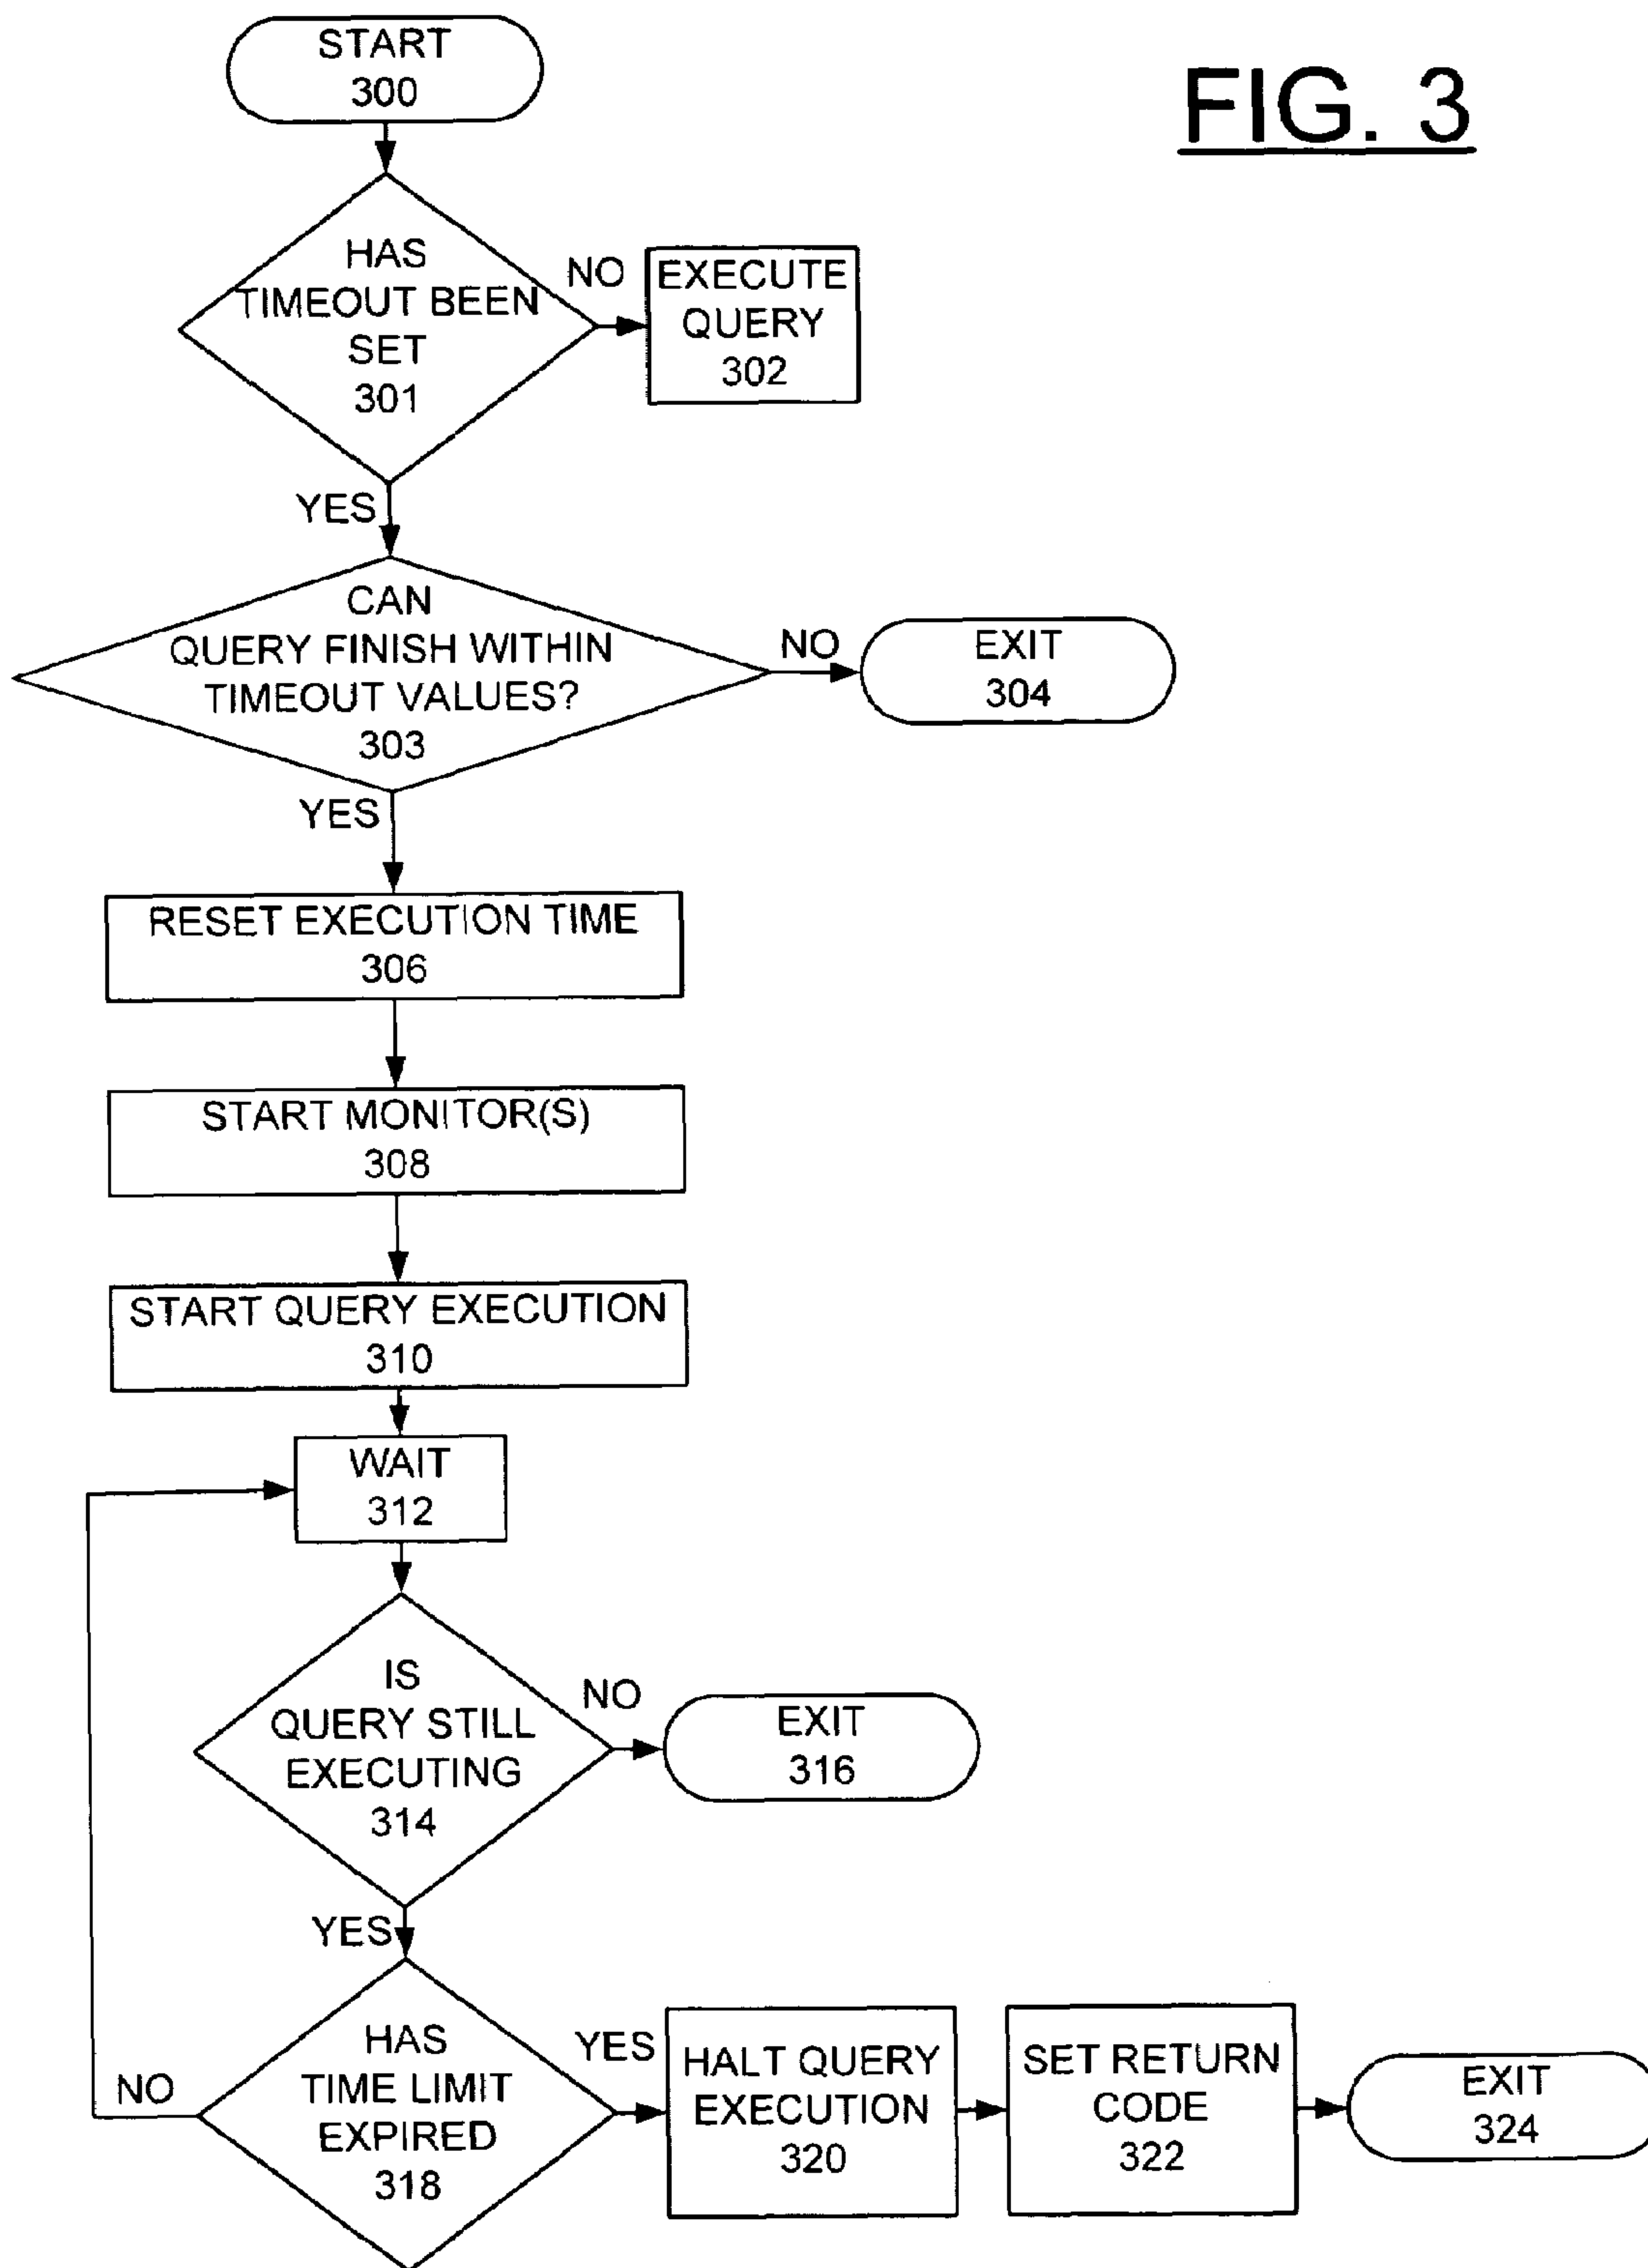 FIG. 3
START
300
HAS
TIMEOUT BEEN
SET
301
NO
EXECUTE
QUERY
302
YES
CAN
QUERY FINISH WITHIN
TIMEOUT VALUES?
303
NO
EXIT
304
YES
RESET EXECUTION TIME
306
START MONITOR(S)
308
START QUERY EXECUTION
310
WAIT
312
IS
QUERY STILL
EXECUTING
314
NO
EXIT
316
YES
HAS
TIME LIMIT
EXPIRED
318
NO
YES
HALT QUERY
EXECUTION
320
SET RETURN
CODE
322
EXIT
324